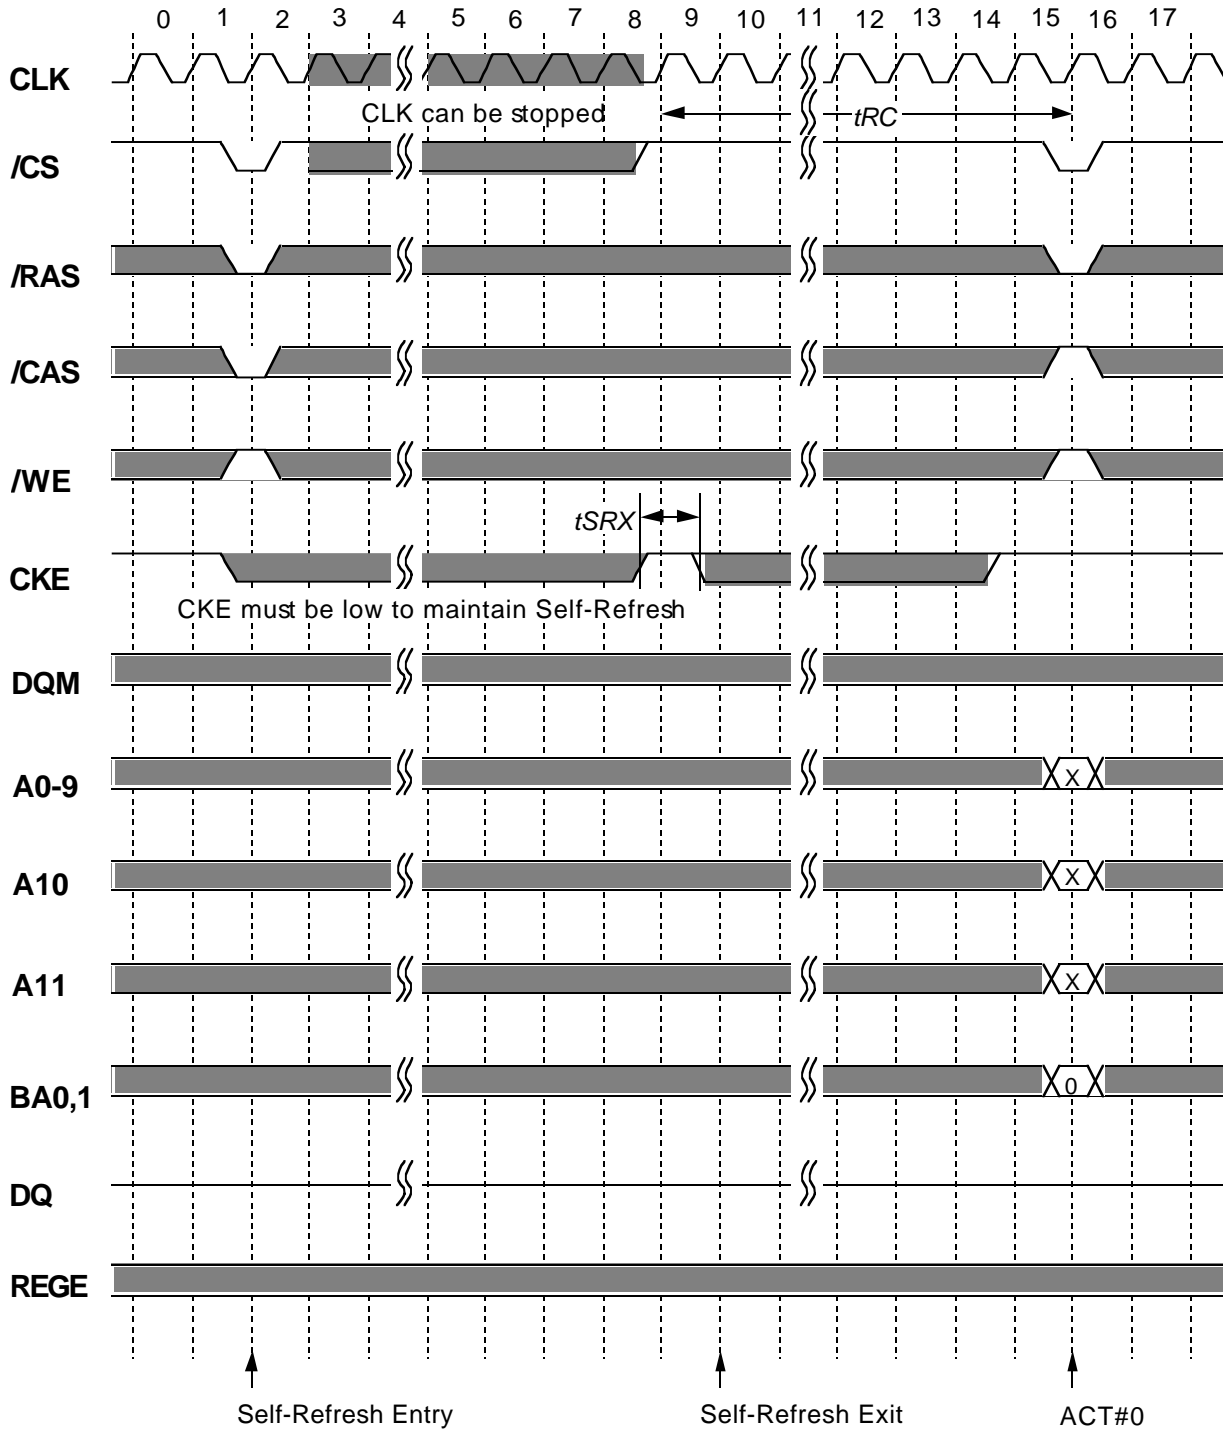 0 1 2 3 4 5 6 7 8 9 10 11 12 13 14 15 16 17
CLK
CLK can be stopped
tRC
/CS
/RAS
/CAS
/WE
tSRX
CKE
CKE must be low to maintain Self-Refresh
DQM
A0-9
X
A10
X
A11
X
BA0,1
0
DQ
REGE
Self-Refresh Entry Self-Refresh Exit ACT#0